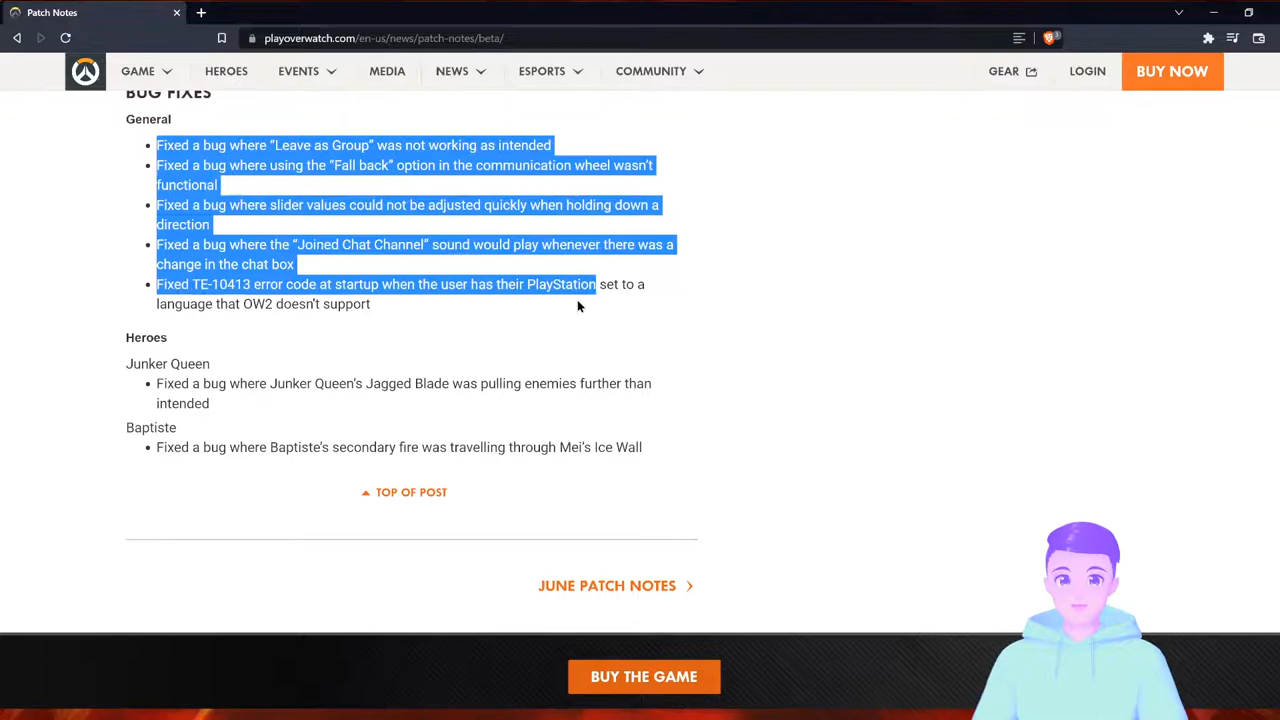 Patch Notes
playoverwatch.com/en-us/news/patch-notes/beta/
3
GAME
HEROES
EVENTS
MEDIA
NEWS
ESPORTS
COMMUNITY
GEAR
LOGIN
BUY NOW
BUG FIXES
General
Fixed a bug where “Leave as Group” was not working as intended
Fixed a bug where using the “Fall back” option in the communication wheel wasn’t
functional
Fixed a bug where slider values could not be adjusted quickly when holding down a
direction
Fixed a bug where the “Joined Chat Channel” sound would play whenever there was a
change in the chat box
Fixed TE-10413 error code at startup when the user has their PlayStation set to a
language that OW2 doesn’t support
Heroes
Junker Queen
Fixed a bug where Junker Queen’s Jagged Blade was pulling enemies further than
intended
Baptiste
Fixed a bug where Baptiste’s secondary fire was travelling through Mei’s Ice Wall
TOP OF POST
JUNE PATCH NOTES
BUY THE GAME